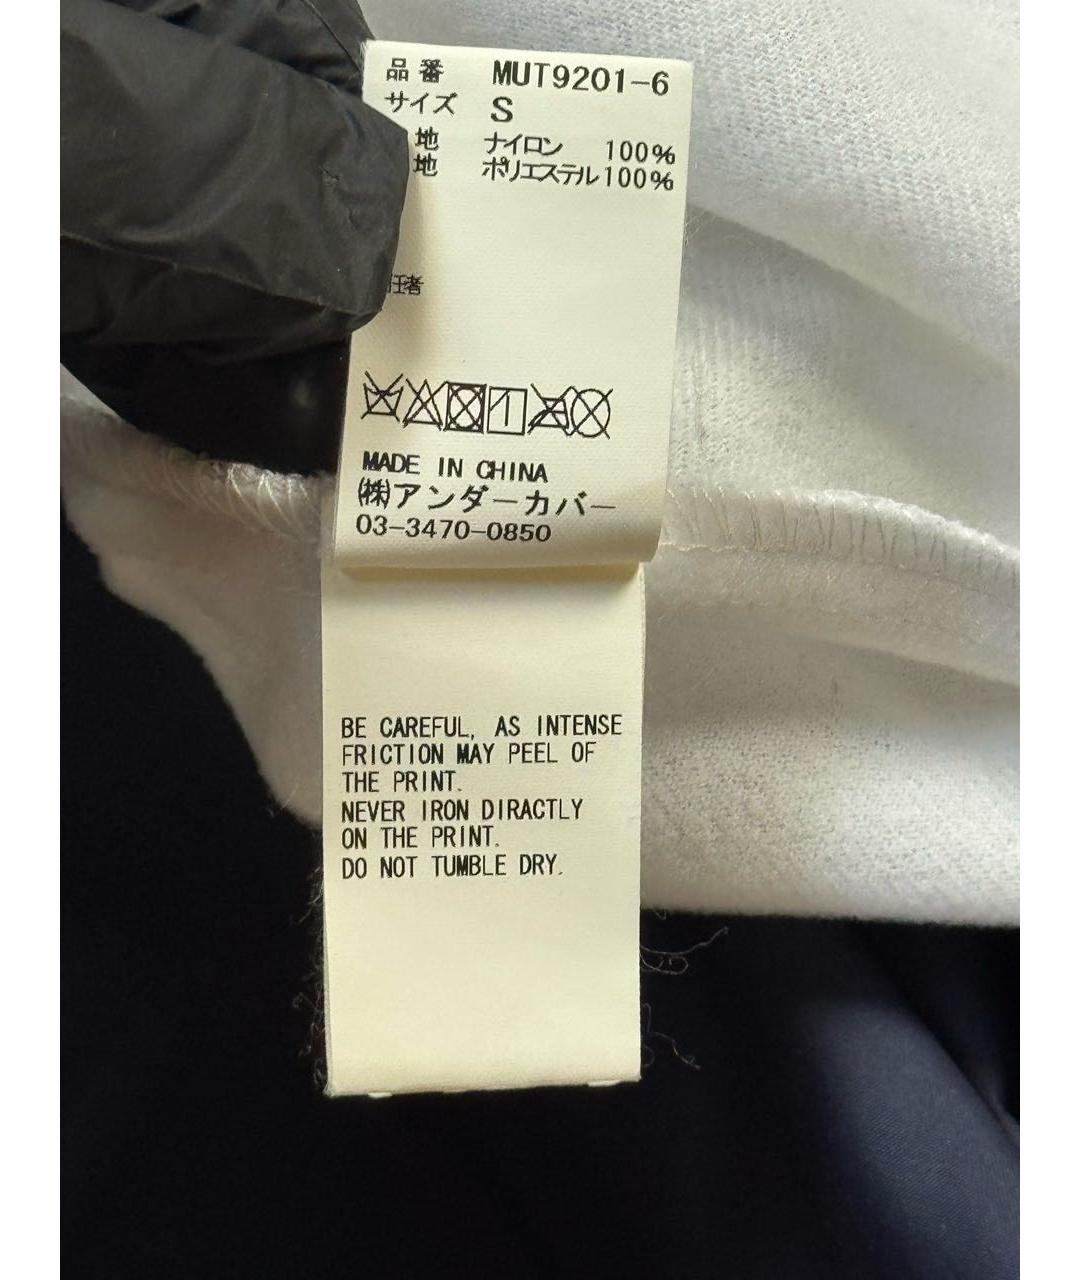 品番 MUT9201-6
サイズ S
地 ナイロン 100%
地 ポリエステル100%
任者
MADE IN CHINA
㈱アンダーカバー
03-3470-0850
BE CAREFUL, AS INTENSE
FRICTION MAY PEEL OF
THE PRINT.
NEVER IRON DIRACTLY
ON THE PRINT.
DO NOT TUMBLE DRY.